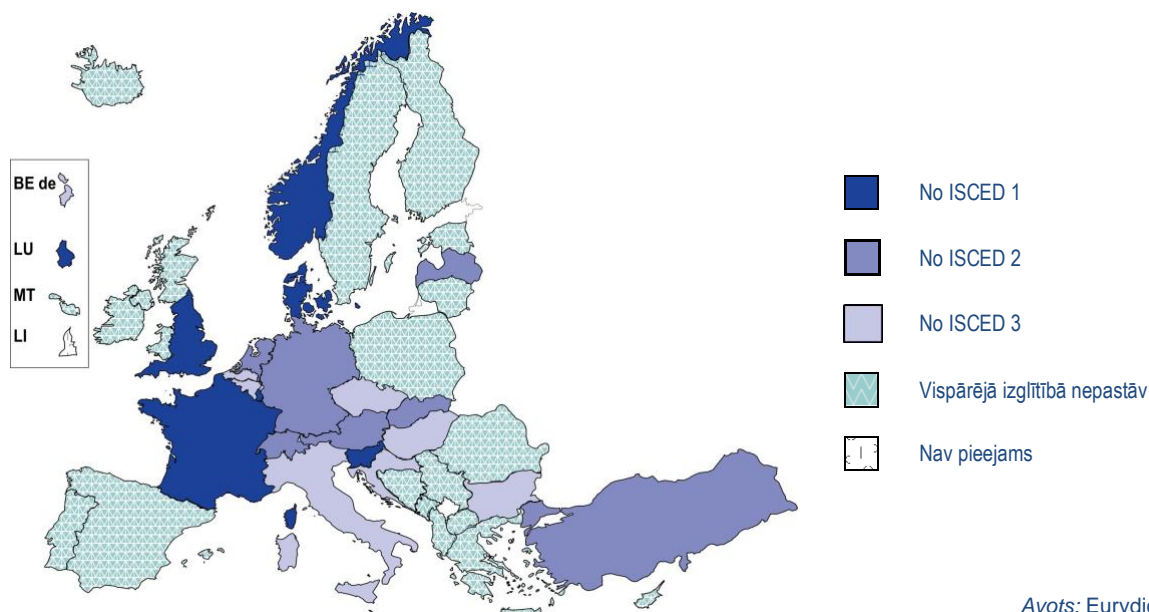 BE de
LU
MT
LI
No ISCED 1
No ISCED 2
No ISCED 3
Vispārējā izglītībā nepastāv
Nav pieejams
Avots: